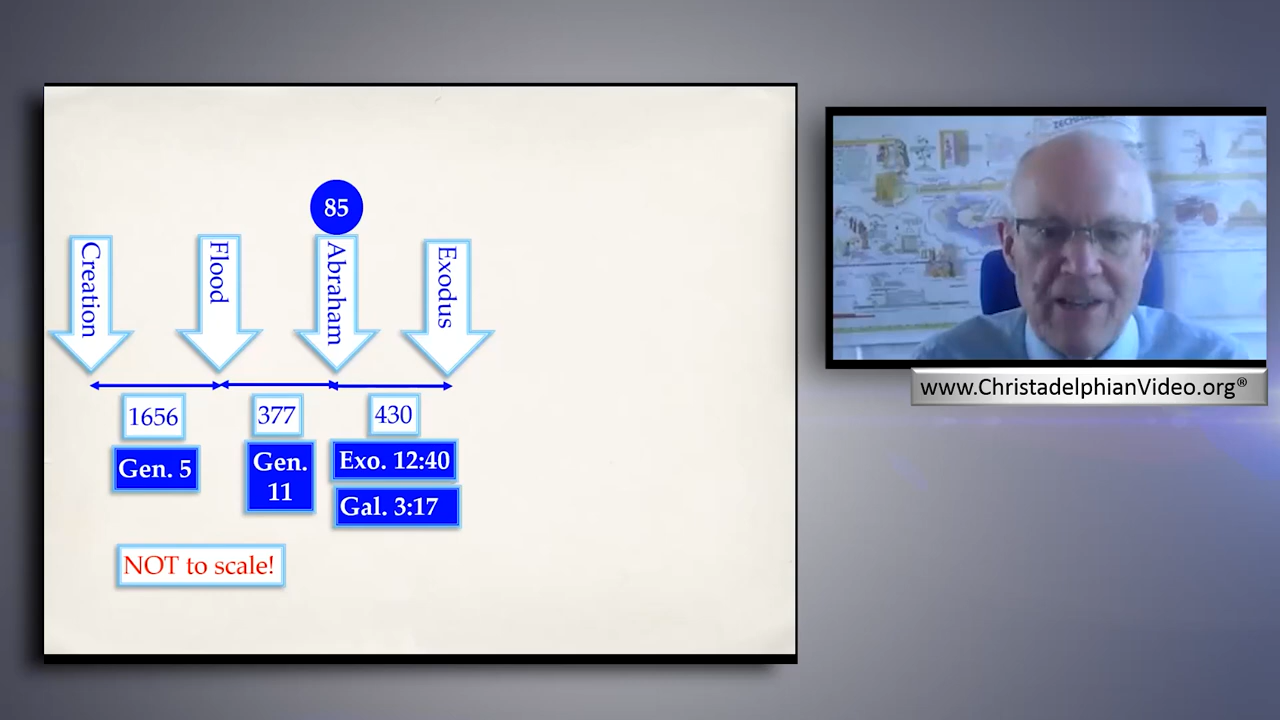 85
Creation
Flood
Abraham
Exodus
1656
377
430
Gen. 5
Gen.
11
Exo. 12:40
Gal. 3:17
NOT to scale!
www.ChristadelphianVideo.org®